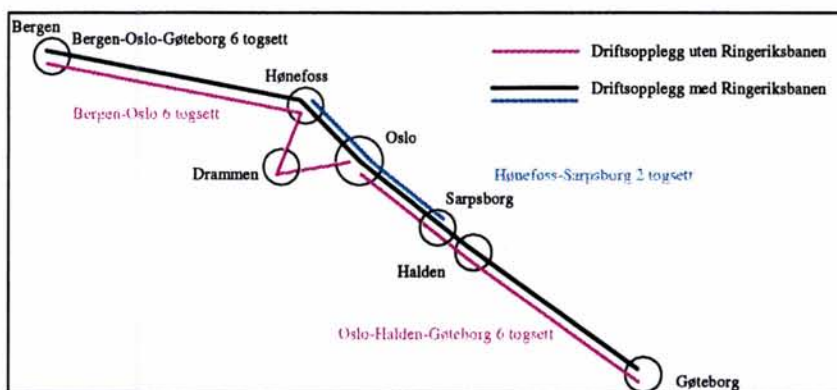 Bergen
Bergen-Oslo-Gøteborg 6 togsett
Driftsopplegg uten Ringeriksbanen
Hønefoss
Driftsopplegg med Ringeriksbanen
Bergen-Oslo 6 togsett
Oslo
Drammen
Hønefoss-Sarpsborg 2 togsett
Sarpsborg
Halden
Oslo-Halden-Gøteborg 6 togsett
Gøteborg